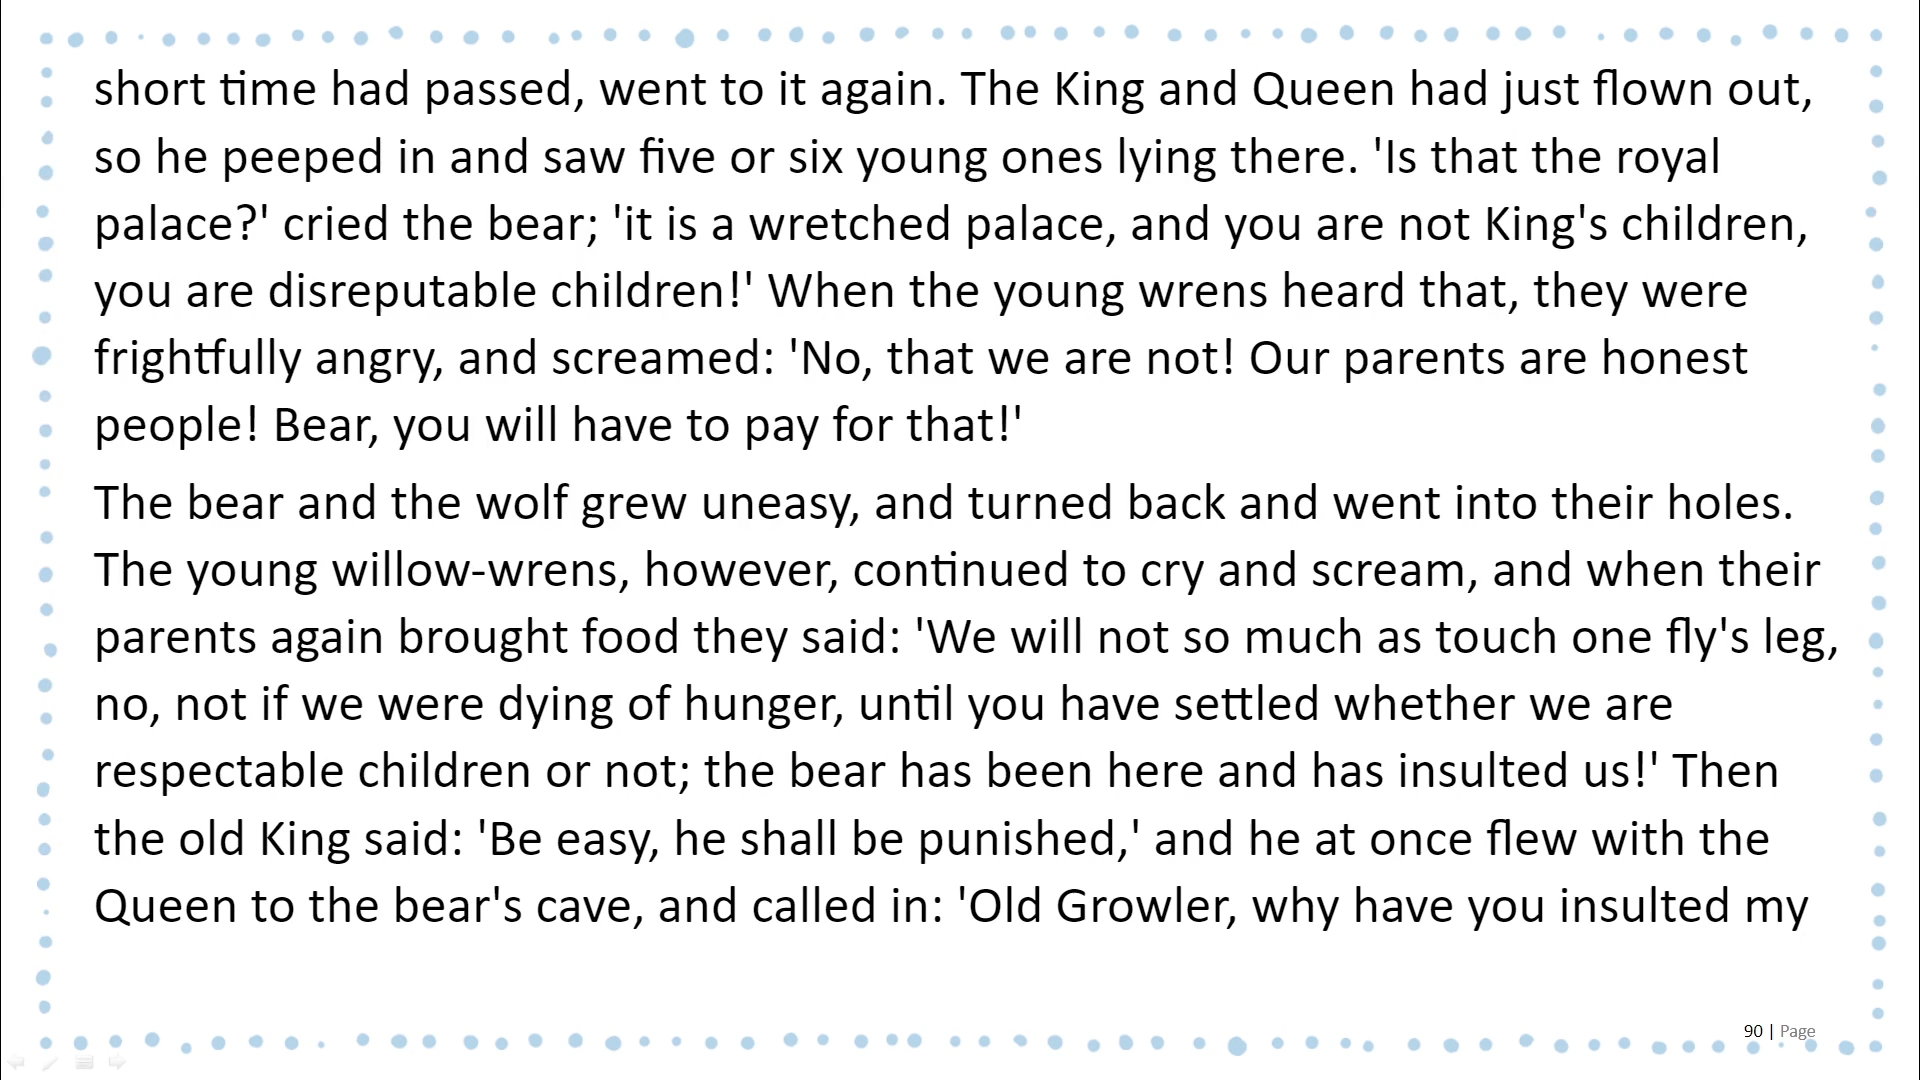 short time had passed, went to it again. The King and Queen had just flown out,
so he peeped in and saw five or six young ones lying there. 'Is that the royal
palace?' cried the bear; 'it is a wretched palace, and you are not King's children,
you are disreputable children!' When the young wrens heard that, they were
frightfully angry, and screamed: 'No, that we are not! Our parents are honest
people! Bear, you will have to pay for that!'
The bear and the wolf grew uneasy, and turned back and went into their holes.
The young willow-wrens, however, continued to cry and scream, and when their
parents again brought food they said: 'We will not so much as touch one fly's leg,
no, not if we were dying of hunger, until you have settled whether we are
respectable children or not; the bear has been here and has insulted us!' Then
the old King said: 'Be easy, he shall be punished,' and he at once flew with the
Queen to the bear's cave, and called in: 'Old Growler, why have you insulted my
90 | Page